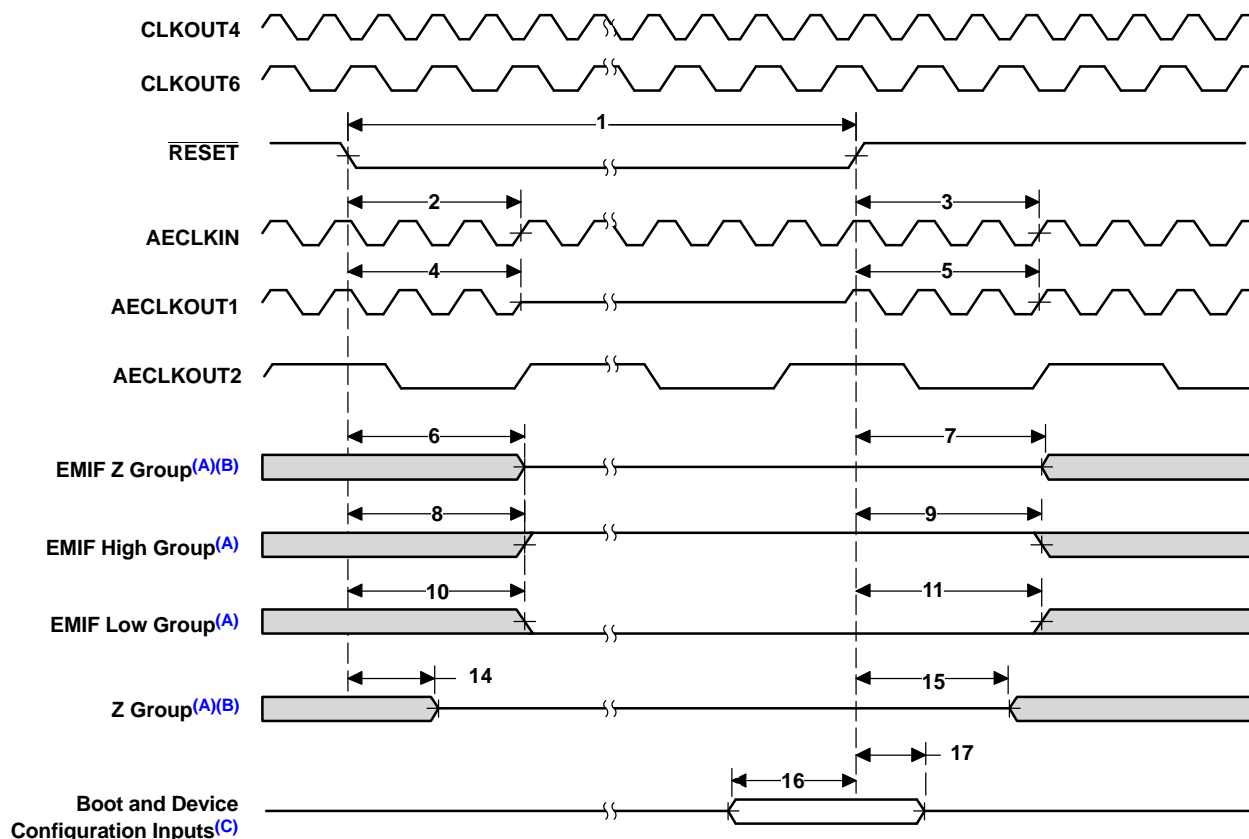 CLKOUT4
CLKOUT6
1
RESET
2 3
AECLKIN
4 5
AECLKOUT1
AECLKOUT2
6 7
EMIF Z Group(A)(B)
8 9
EMIF High Group(A)
10 11
EMIF Low Group(A)
14 15
Z Group(A)(B)
17
16
Boot and Device
Configuration Inputs(C)